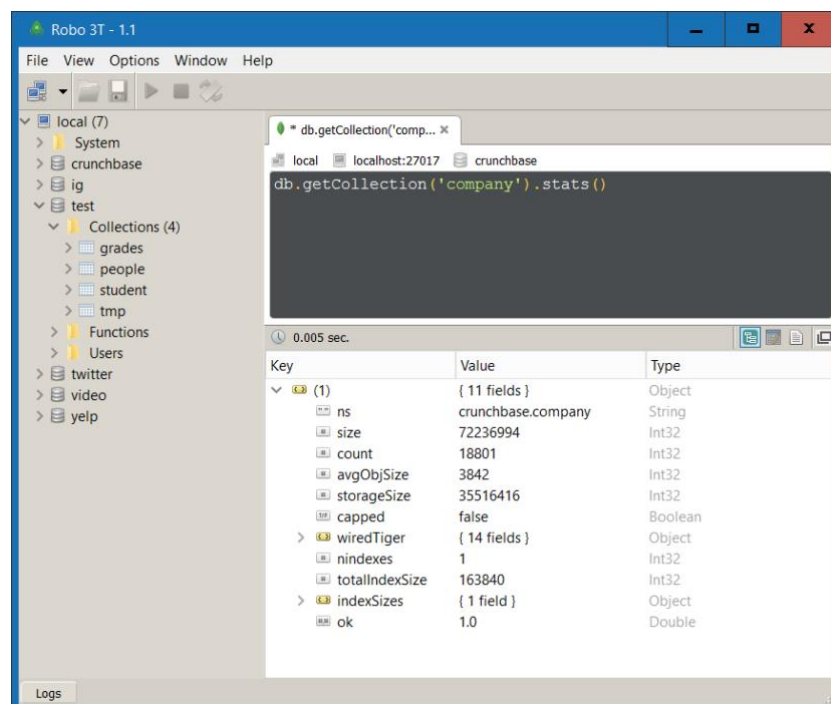 Robo 3T - 1.1
File View Options Window Help
local (7)
System
crunchbase
ig
test
Collections (4)
grades
people
student
tmp
Functions
Users
twitter
video
yelp
* db.getCollection('comp...
local localhost:27017 crunchbase
db.getCollection('company').stats()
0.005 sec.
Key Value Type
(1) { 11 fields } Object
ns crunchbase.company String
size 72236994 Int32
count 18801 Int32
avgObjSize 3842 Int32
storageSize 35516416 Int32
capped false Boolean
wiredTiger { 14 fields } Object
nindexes 1 Int32
totalIndexSize 163840 Int32
indexSizes { 1 field } Object
ok 1.0 Double
Logs